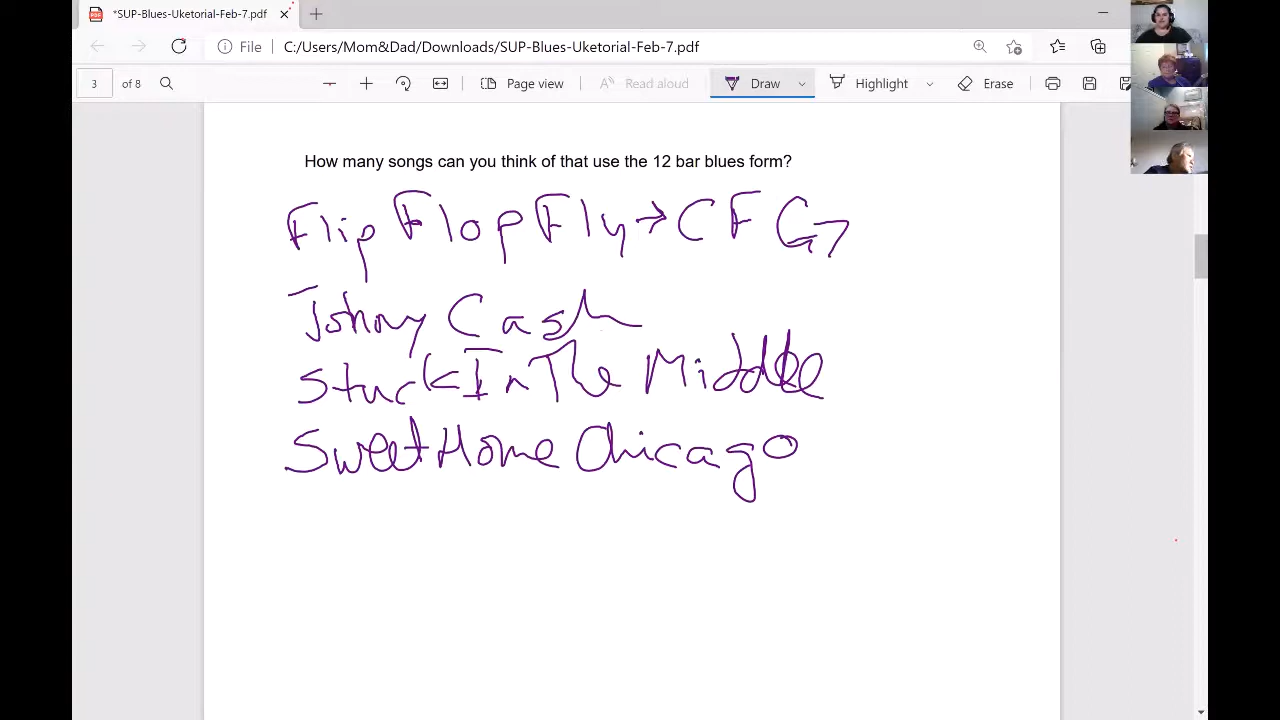 *SUP-Blues-Uketorial-Feb-7.pdf
File C:/Users/Mom&Dad/Downloads/SUP-Blues-Uketorial-Feb-7.pdf
3 of 8 Page view Read aloud Draw Highlight Erase
How many songs can you think of that use the 12 bar blues form?
Flip Flop Fly → C F G7
Johnny Cash
Stuck In The Middle
Sweet Home Chicago